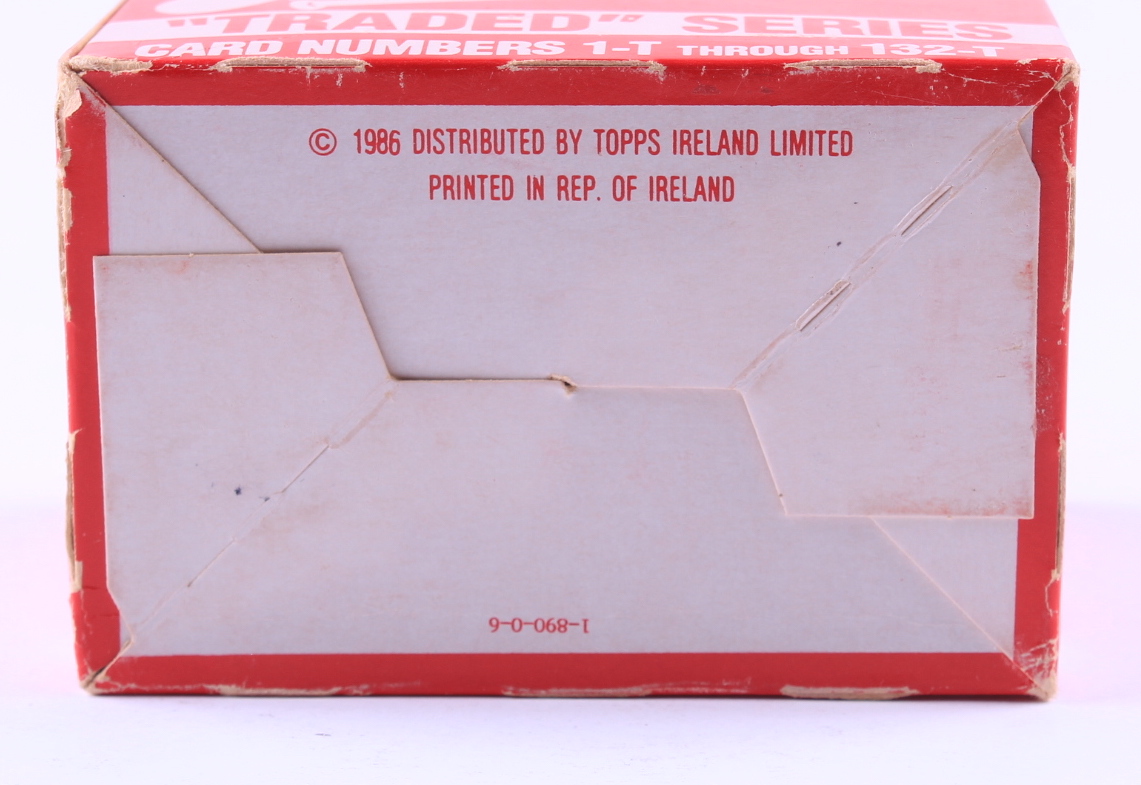 "TRADED" SERIES
CARD NUMBERS 1-T THROUGH 132-T
© 1986 DISTRIBUTED BY TOPPS IRELAND LIMITED
PRINTED IN REP. OF IRELAND
1-890-0-6